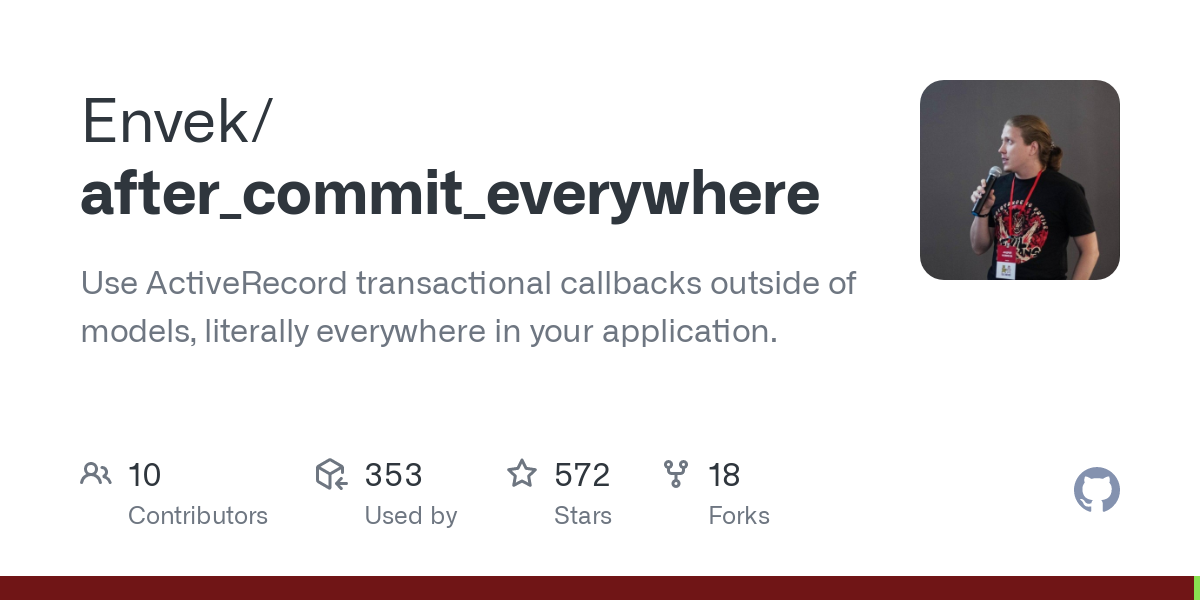 Envek/
after_commit_everywhere
Use ActiveRecord transactional callbacks outside of
models, literally everywhere in your application.
10
Contributors
353
Used by
572
Stars
18
Forks